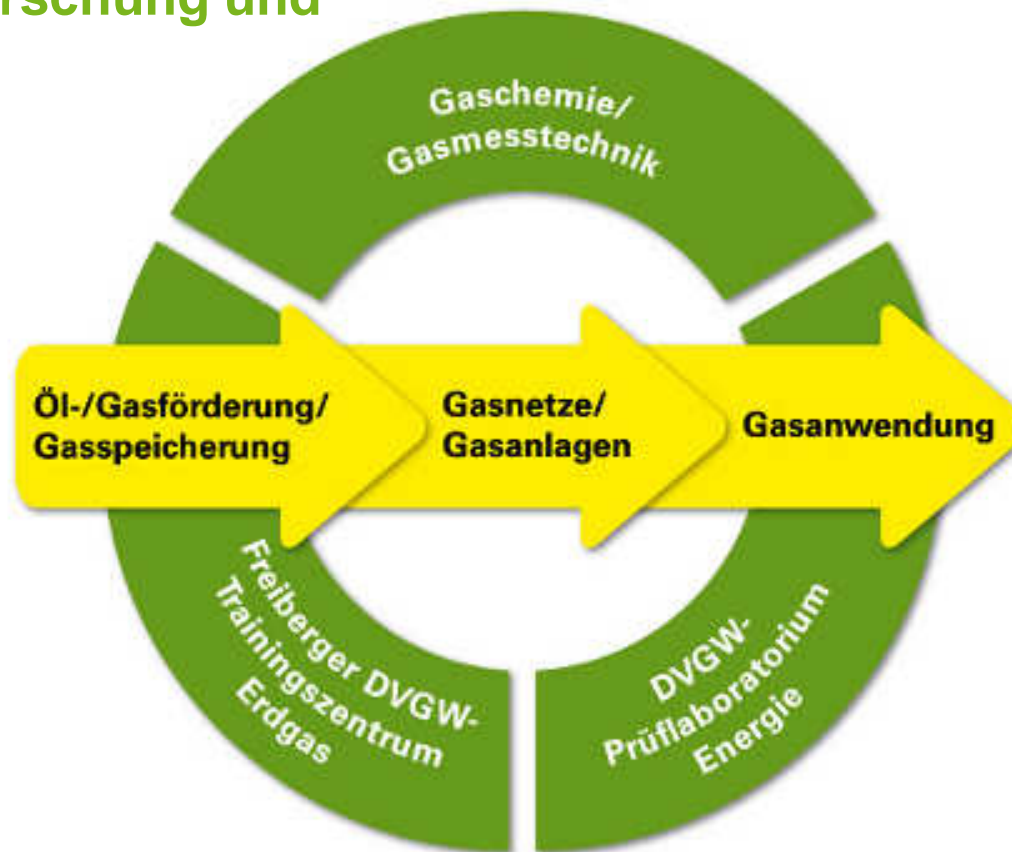 rschung und
Gaschemie/
Gasmesstechnik
Öl-/Gasförderung/
Gasspeicherung
Gasnetze/
Gasanlagen
Gasanwendung
Freiberger DVGW-
Trainingszentrum
Erdgas
DVGW-
Prüflaboratorium
Energie